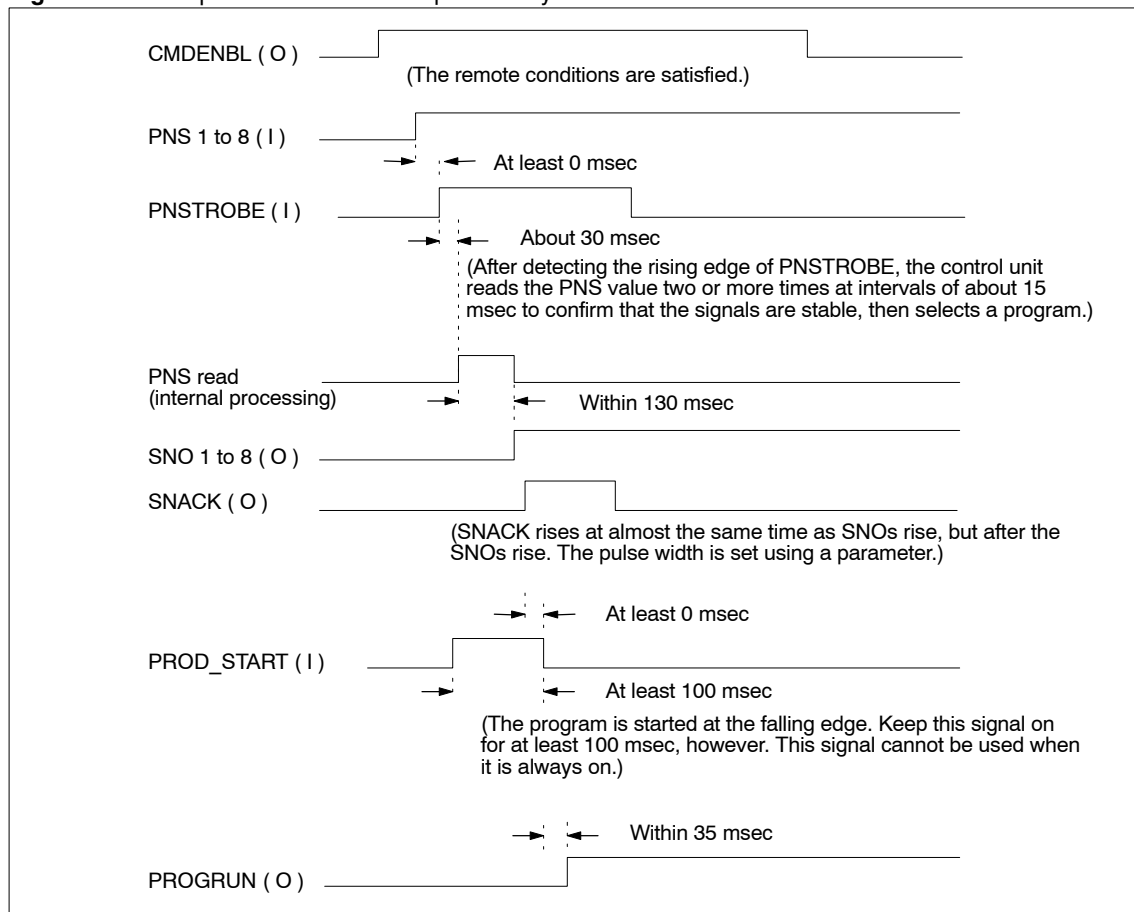 CMDENBL ( O )
(The remote conditions are satisfied.)
PNS 1 to 8 ( I )
At least 0 msec
PNSTROBE ( I )
About 30 msec
(After detecting the rising edge of PNSTROBE, the control unit
reads the PNS value two or more times at intervals of about 15
msec to confirm that the signals are stable, then selects a program.)
PNS read
(internal processing)
Within 130 msec
SNO 1 to 8 ( O )
SNACK ( O )
(SNACK rises at almost the same time as SNOs rise, but after the
SNOs rise. The pulse width is set using a parameter.)
At least 0 msec
PROD_START ( I )
At least 100 msec
(The program is started at the falling edge. Keep this signal on
for at least 100 msec, however. This signal cannot be used when
it is always on.)
Within 35 msec
PROGRUN ( O )